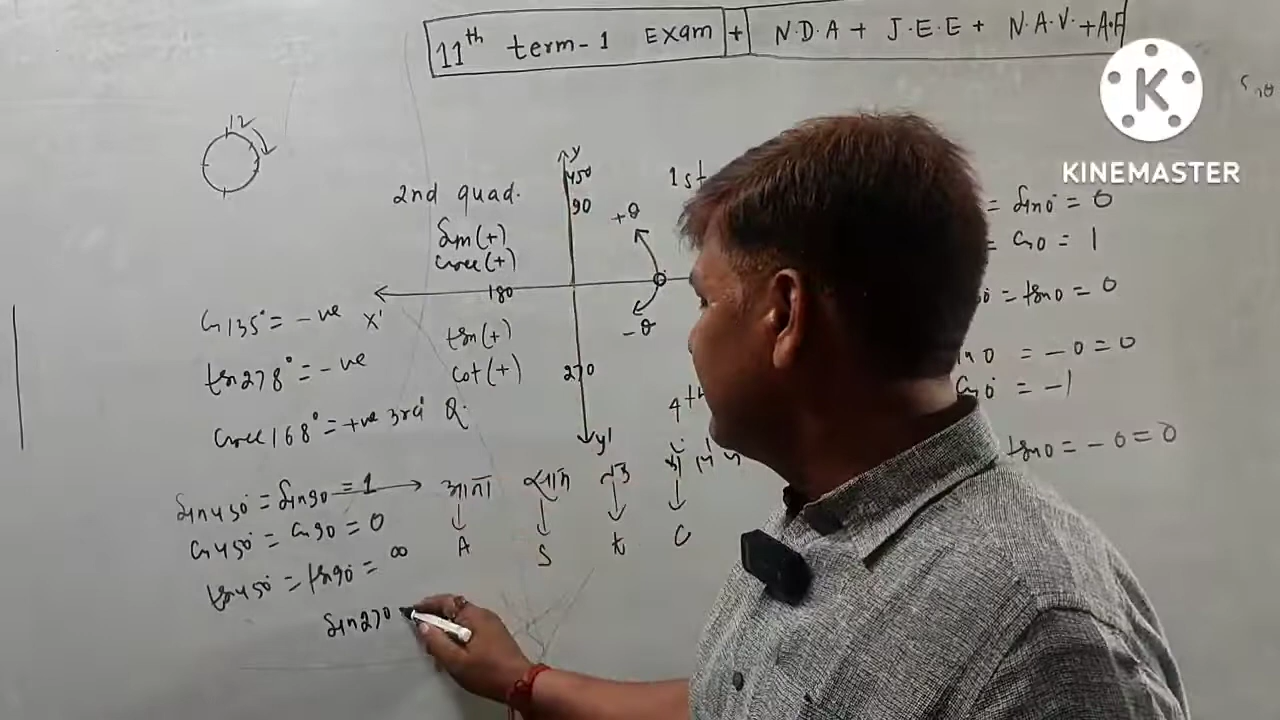 11th term-1 Exam + N.D.A + J.E.E + N.A.V. + A.F
K
KINEMASTER
12
y
450
90
1st
2nd quad.
+θ
Sin(+)
Cosec(+)
= Sin0° = 0
= Cos0 = 1
180
= tan0 = 0
Cos135° = -ve
X'
tan(+)
-θ
tan278° = -ve
Cot(+)
270
in0 = -0 = 0
Cos0° = -1
4th
Cosec168° = +ve
3rd Q.
y'
tan0 = -0 = 0
Sin450° = Sin90 = 1
Cos450° = Cos90 = 0
A S t C
tan450° = tan90° = ∞
Sin270